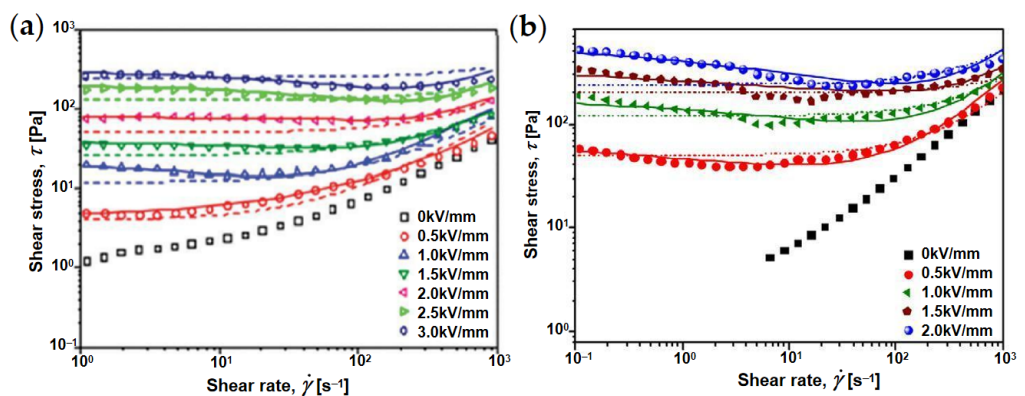 (a)
10³
10²
10¹
10⁰
10⁻¹
Shear stress, τ [Pa]
0kV/mm
0.5kV/mm
1.0kV/mm
1.5kV/mm
2.0kV/mm
2.5kV/mm
3.0kV/mm
10⁰ 10¹ 10² 10³
Shear rate, γ̇ [s⁻¹]
(b)
10²
10¹
10⁰
Shear stress, τ [Pa]
0kV/mm
0.5kV/mm
1.0kV/mm
1.5kV/mm
2.0kV/mm
10⁻¹ 10⁰ 10¹ 10² 10³
Shear rate, γ̇ [s⁻¹]